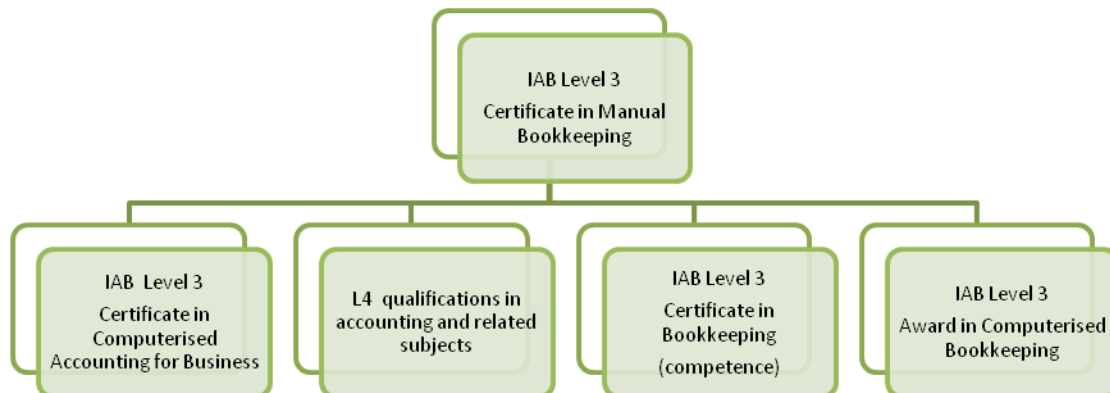 IAB Level 3
Certificate in Manual
Bookkeeping
IAB Level 3
Certificate in
Computerised
Accounting for Business
L4 qualifications in
accounting and related
subjects
IAB Level 3
Certificate in
Bookkeeping
(competence)
IAB Level 3
Award in Computerised
Bookkeeping